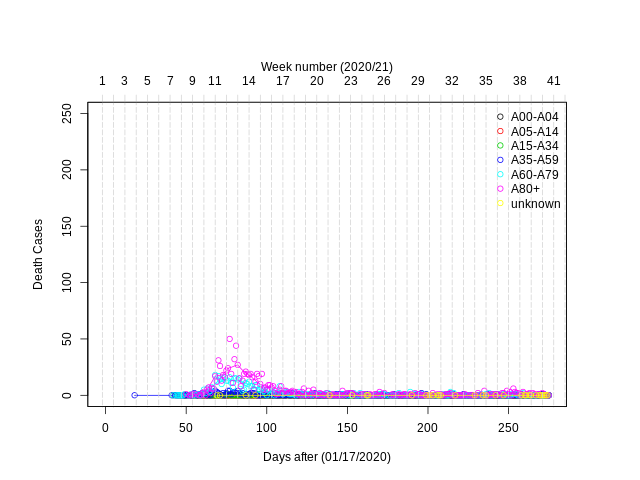 Week number (2020/21)
1 3 5 7 9 11 14 17 20 23 26 29 32 35 38 41
250
200
150
100
50
0
Death Cases
A00-A04
A05-A14
A15-A34
A35-A59
A60-A79
A80+
unknown
0 50 100 150 200 250
Days after (01/17/2020)